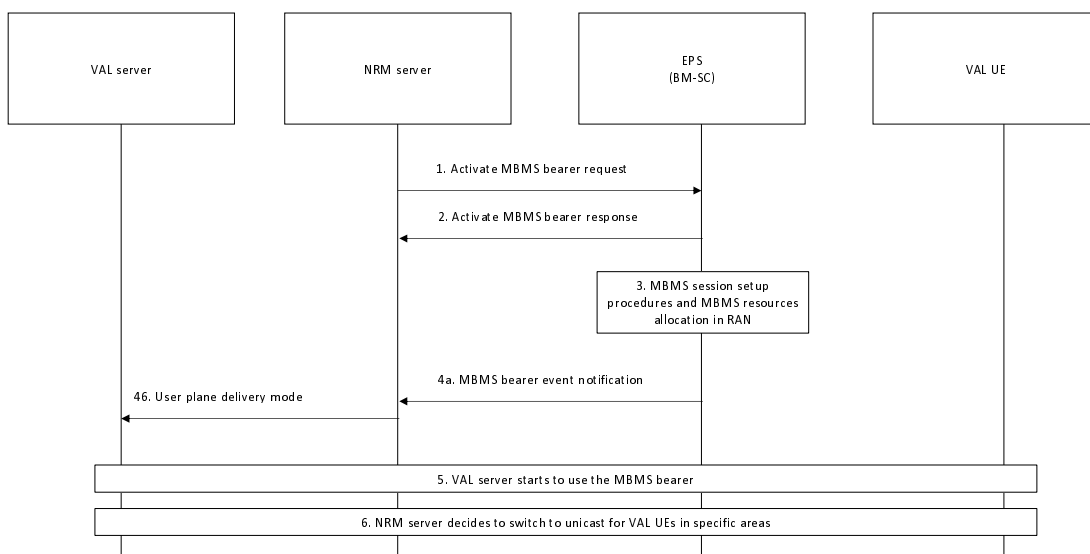 VAL server
NRM server
EPS
(BM-SC)
VAL UE
1. Activate MBMS bearer request
2. Activate MBMS bearer response
3. MBMS session setup
procedures and MBMS resources
allocation in RAN
4a. MBMS bearer event notification
46. User plane delivery mode
5. VAL server starts to use the MBMS bearer
6. NRM server decides to switch to unicast for VAL UEs in specific areas